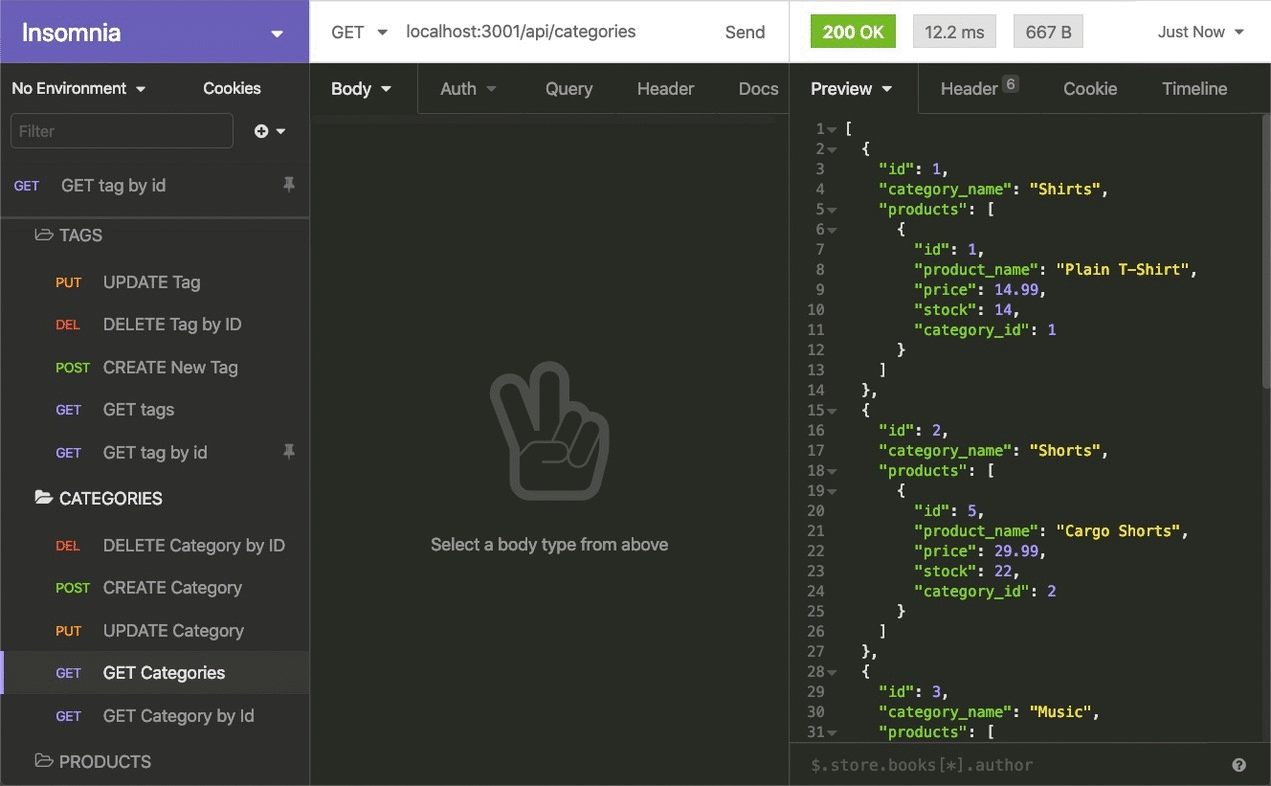 Insomnia
GET localhost:3001/api/categories Send
200 OK 12.2 ms 667 B Just Now
No Environment Cookies
Body Auth Query Header Docs
Preview Header 6 Cookie Timeline
Filter
GET GET tag by id
TAGS
PUT UPDATE Tag
DEL DELETE Tag by ID
POST CREATE New Tag
GET GET tags
GET GET tag by id
CATEGORIES
DEL DELETE Category by ID
POST CREATE Category
PUT UPDATE Category
GET GET Categories
GET GET Category by Id
PRODUCTS
Select a body type from above
1 [
2 {
3 "id": 1,
4 "category_name": "Shirts",
5 "products": [
6 {
7 "id": 1,
8 "product_name": "Plain T-Shirt",
9 "price": 14.99,
10 "stock": 14,
11 "category_id": 1
12 }
13 ]
14 },
15 {
16 "id": 2,
17 "category_name": "Shorts",
18 "products": [
19 {
20 "id": 5,
21 "product_name": "Cargo Shorts",
22 "price": 29.99,
23 "stock": 22,
24 "category_id": 2
25 }
26 ]
27 },
28 {
29 "id": 3,
30 "category_name": "Music",
31 "products": [
$.store.books[*].author